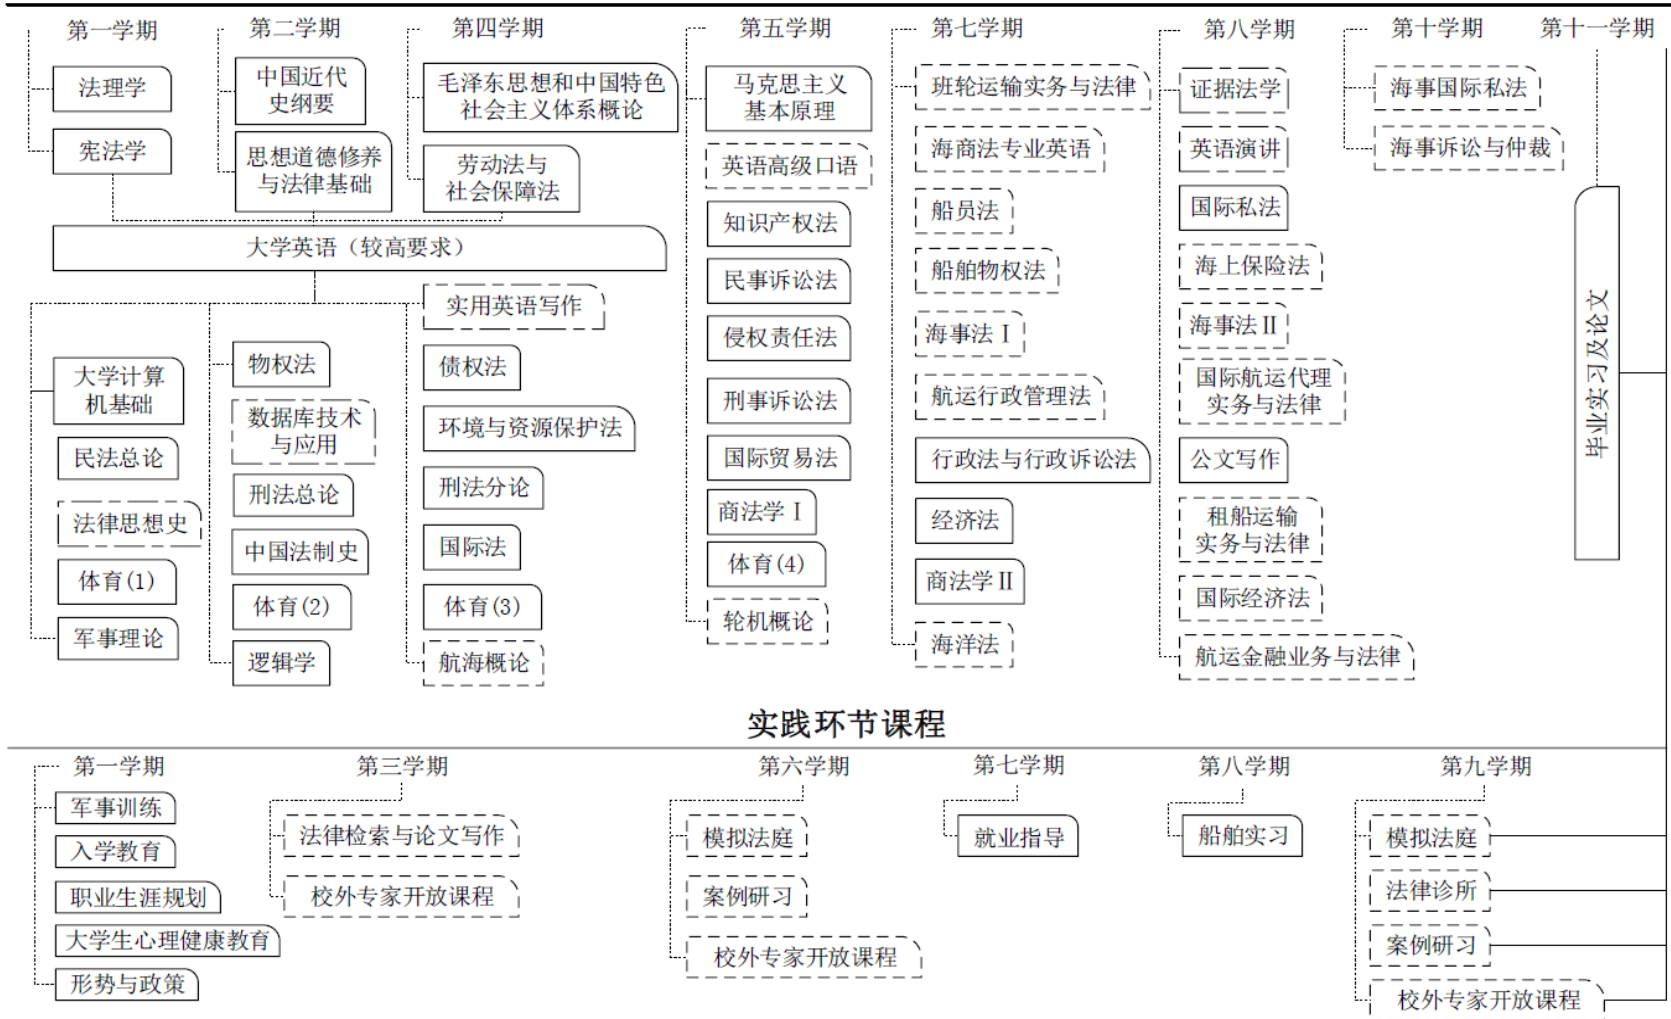 第一学期
法理学
宪法学
第二学期
中国近代
史纲要
思想道德修养
与法律基础
第四学期
毛泽东思想和中国特色
社会主义体系概论
劳动法与
社会保障法
大学英语（较高要求）
大学计算
机基础
民法总论
法律思想史
体育(1)
军事理论
物权法
数据库技术
与应用
刑法总论
中国法制史
体育(2)
逻辑学
实用英语写作
债权法
环境与资源保护法
刑法分论
国际法
体育(3)
航海概论
第五学期
马克思主义
基本原理
英语高级口语
知识产权法
民事诉讼法
侵权责任法
刑事诉讼法
国际贸易法
商法学Ⅰ
体育(4)
轮机概论
第七学期
班轮运输实务与法律
海商法专业英语
船员法
船舶物权法
海事法Ⅰ
航运行政管理法
行政法与行政诉讼法
经济法
商法学Ⅱ
海洋法
第八学期
证据法学
英语演讲
国际私法
海上保险法
海事法Ⅱ
国际航运代理
实务与法律
公文写作
租船运输
实务与法律
国际经济法
航运金融业务与法律
第十学期
海事国际私法
海事诉讼与仲裁
第十一学期
毕业实习及论文
实践环节课程
第一学期
军事训练
入学教育
职业生涯规划
大学生心理健康教育
形势与政策
第三学期
法律检索与论文写作
校外专家开放课程
第六学期
模拟法庭
案例研习
校外专家开放课程
第七学期
就业指导
第八学期
船舶实习
第九学期
模拟法庭
法律诊所
案例研习
校外专家开放课程